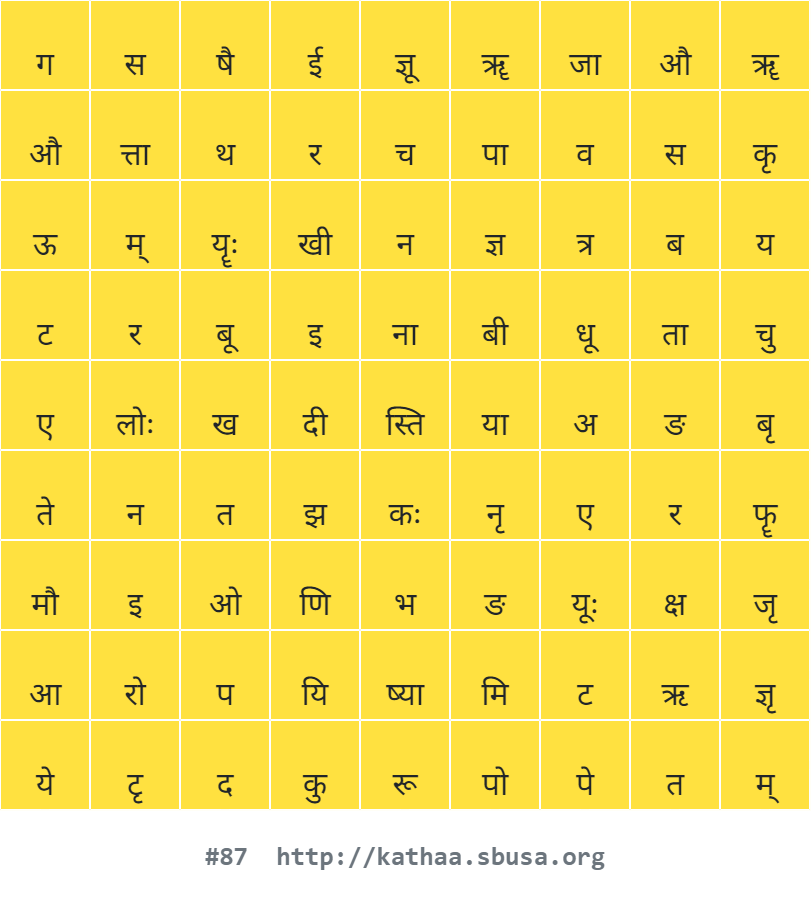 ग स षै ई ज्ञू ॠ जा औ ॠ
औ त्ता थ र च पा व स कृ
ऊ म् यॄः खी न ज्ञ त्र ब य
ट र बू इ ना बी धू ता चु
ए लोः ख दी स्ति या अ ङ बृ
ते न त झ कः नृ ए र फॄ
मौ इ ओ णि भ ङ यूः क्ष जृ
आ रो प यि ष्या मि ट ऋ ज्ञृ
ये टृ द कु रू पो पे त म्
#87 http://kathaa.sbusa.org